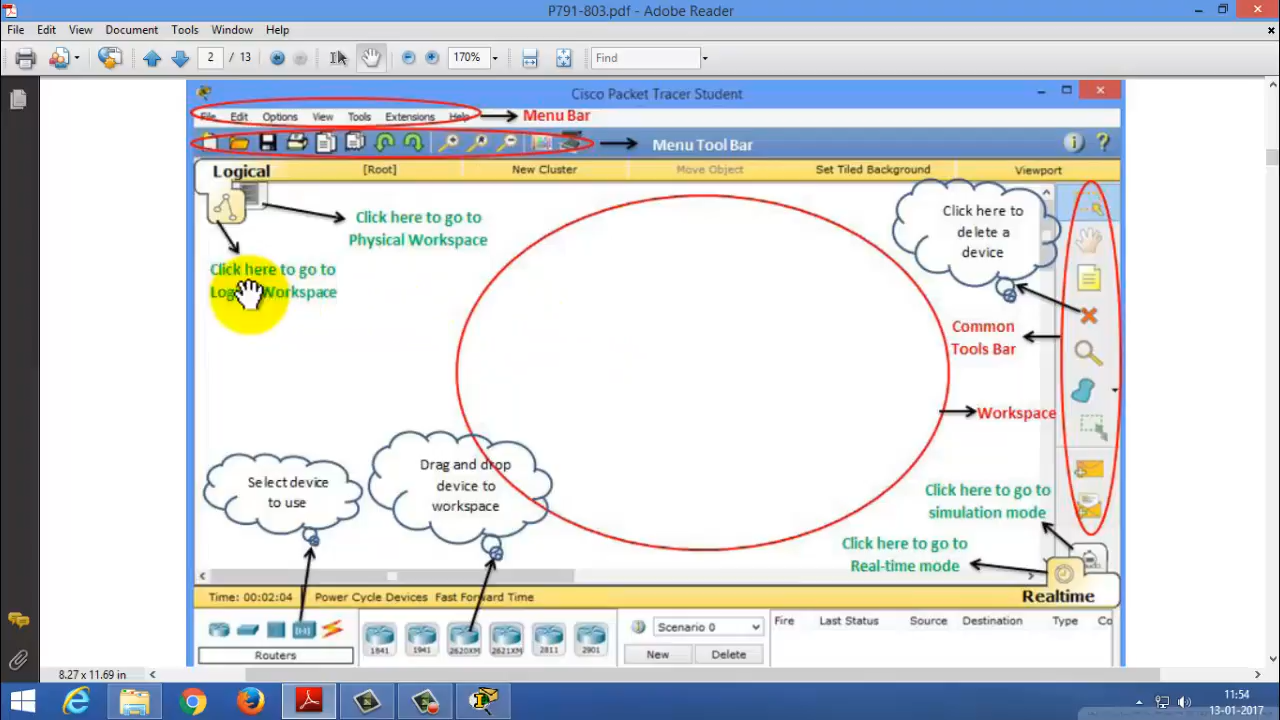 P791-803.pdf - Adobe Reader
File Edit View Document Tools Window Help
2 / 13 170% Find
Cisco Packet Tracer Student
File Edit Options View Tools Extensions Help Menu Bar
Menu Tool Bar
Logical [Root] New Cluster Move Object Set Tiled Background Viewport
Click here to go to
Physical Workspace
Click here to go to
Workspace
Click here to
delete a
device
Common
Tools Bar
Workspace
Select device
to use
Drag and drop
device to
workspace
Click here to go to
simulation mode
Click here to go to
Real-time mode
Time: 00:02:04 Power Cycle Devices Fast Forward Time Realtime
Scenario 0 Fire Last Status Source Destination Type Co
1841 1941 2620XM 2621XM 2811 2901
Routers New Delete
8.27 x 11.69 in
11:54
13-01-2017